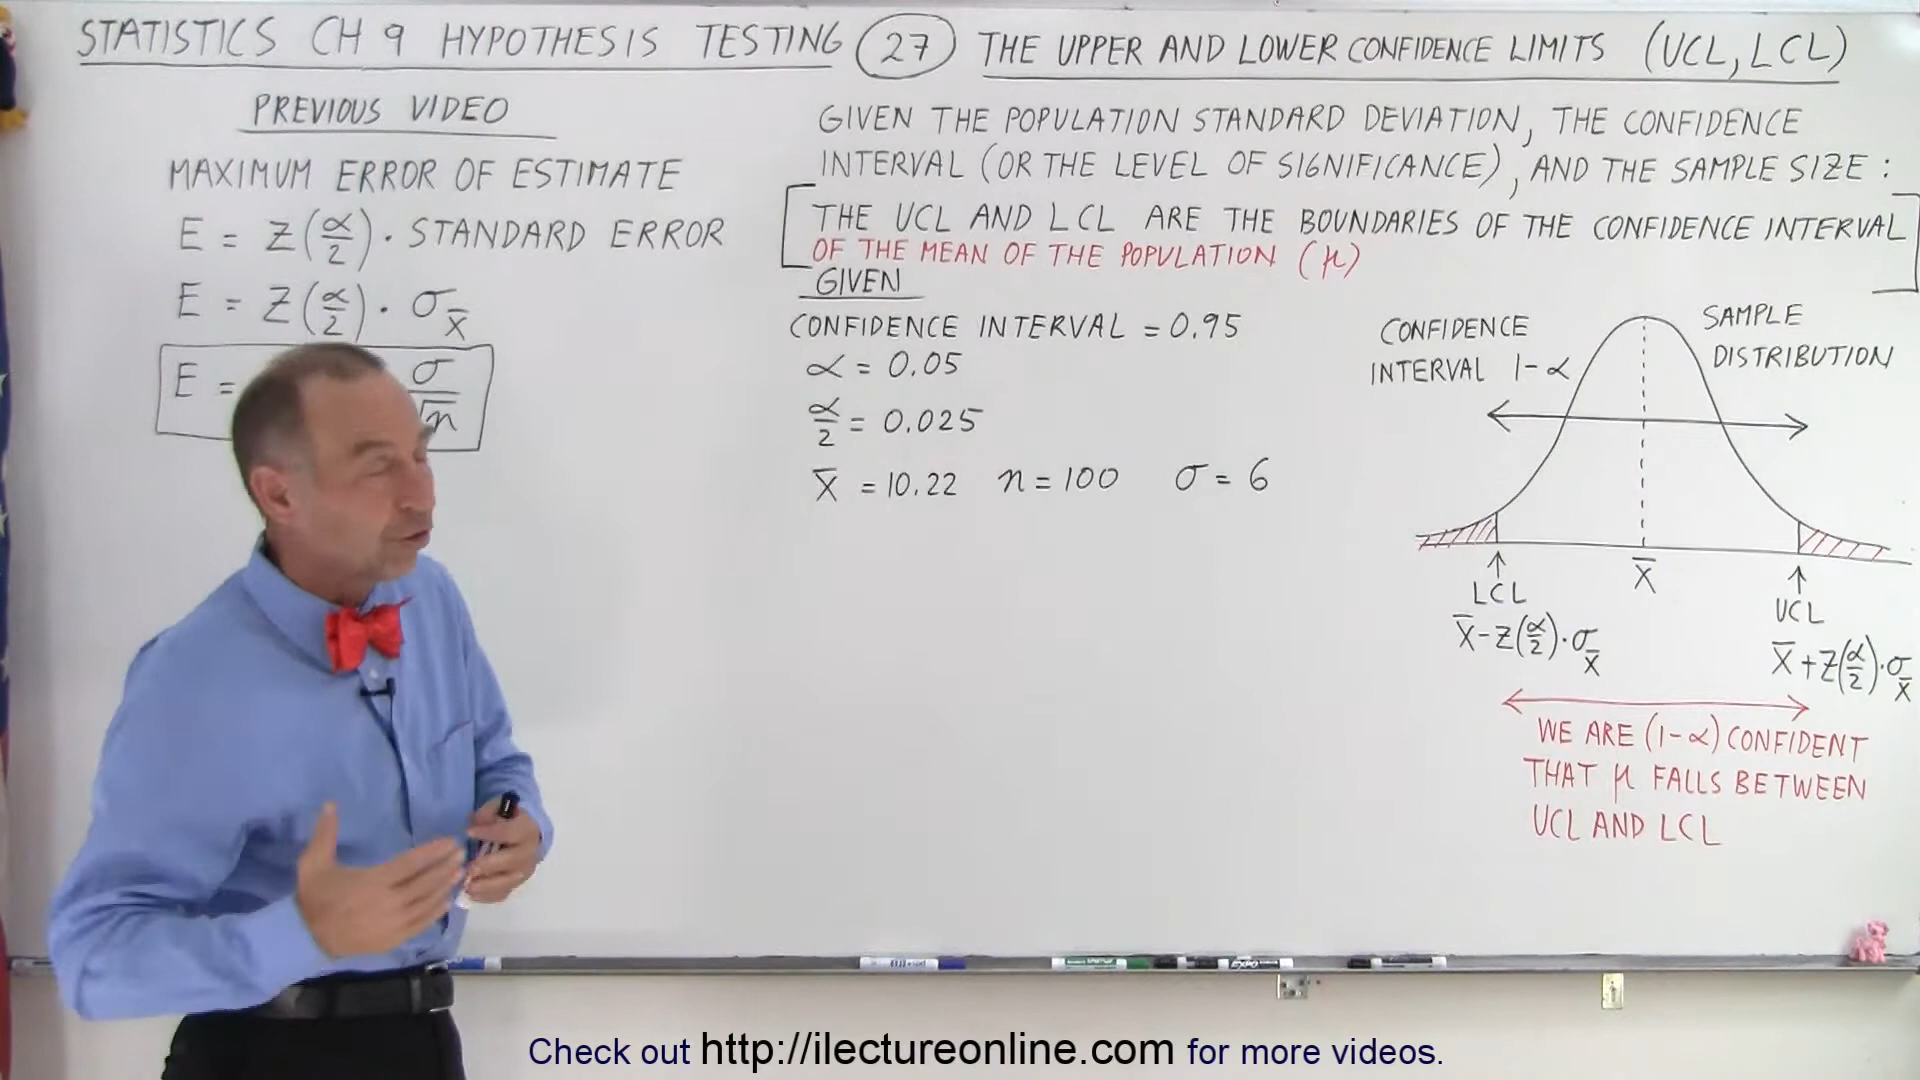 STATISTICS CH 9 HYPOTHESIS TESTING 27 THE UPPER AND LOWER CONFIDENCE LIMITS (UCL, LCL)
PREVIOUS VIDEO
MAXIMUM ERROR OF ESTIMATE
E = Z(α/2) · STANDARD ERROR
E = Z(α/2) · σx̄
E = σ/√n
GIVEN THE POPULATION STANDARD DEVIATION, THE CONFIDENCE
INTERVAL (OR THE LEVEL OF SIGNIFICANCE), AND THE SAMPLE SIZE :
THE UCL AND LCL ARE THE BOUNDARIES OF THE CONFIDENCE INTERVAL
OF THE MEAN OF THE POPULATION (μ)
GIVEN
CONFIDENCE INTERVAL = 0.95
α = 0.05
α/2 = 0.025
x̄ = 10.22 n = 100 σ = 6
CONFIDENCE
INTERVAL 1-α
SAMPLE
DISTRIBUTION
x̄
LCL
x̄ - Z(α/2) · σx̄
UCL
x̄ + Z(α/2) · σx̄
WE ARE (1-α) CONFIDENT
THAT μ FALLS BETWEEN
UCL AND LCL
EXPO
Check out http://ilectureonline.com for more videos.